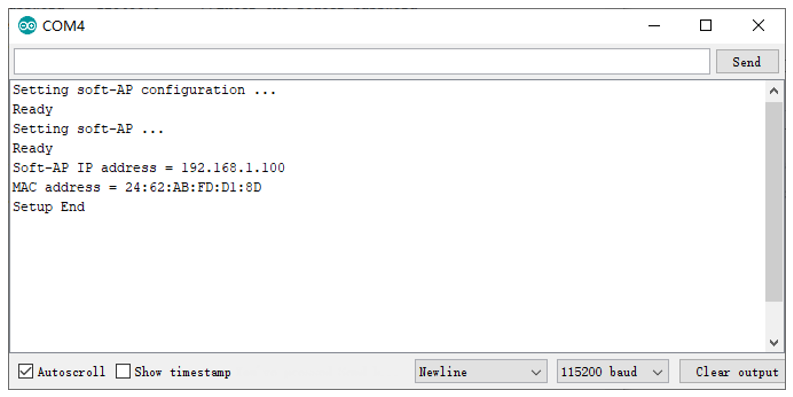 COM4
Send
Setting soft-AP configuration ...
Ready
Setting soft-AP ...
Ready
Soft-AP IP address = 192.168.1.100
MAC address = 24:62:AB:FD:D1:8D
Setup End
Autoscroll Show timestamp Newline 115200 baud Clear output